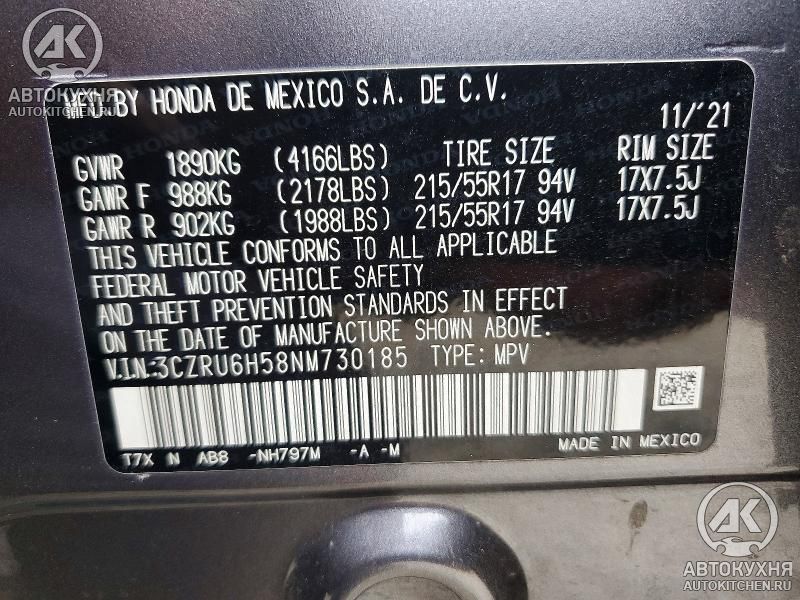 АВТОКУХНЯ
AUTOKITCHEN.RU
MFD BY HONDA DE MEXICO S.A. DE C.V.
11/'21
GVWR 1890KG (4166LBS) TIRE SIZE RIM SIZE
GAWR F 988KG (2178LBS) 215/55R17 94V 17X7.5J
GAWR R 902KG (1988LBS) 215/55R17 94V 17X7.5J
THIS VEHICLE CONFORMS TO ALL APPLICABLE
FEDERAL MOTOR VEHICLE SAFETY
AND THEFT PREVENTION STANDARDS IN EFFECT
ON THE DATE OF MANUFACTURE SHOWN ABOVE.
V.I.N:3CZRU6H58NM730185 TYPE: MPV
T7X N AB8 -NH797M -A -M
MADE IN MEXICO
АК
АВТОКУХНЯ
AUTOKITCHEN.RU